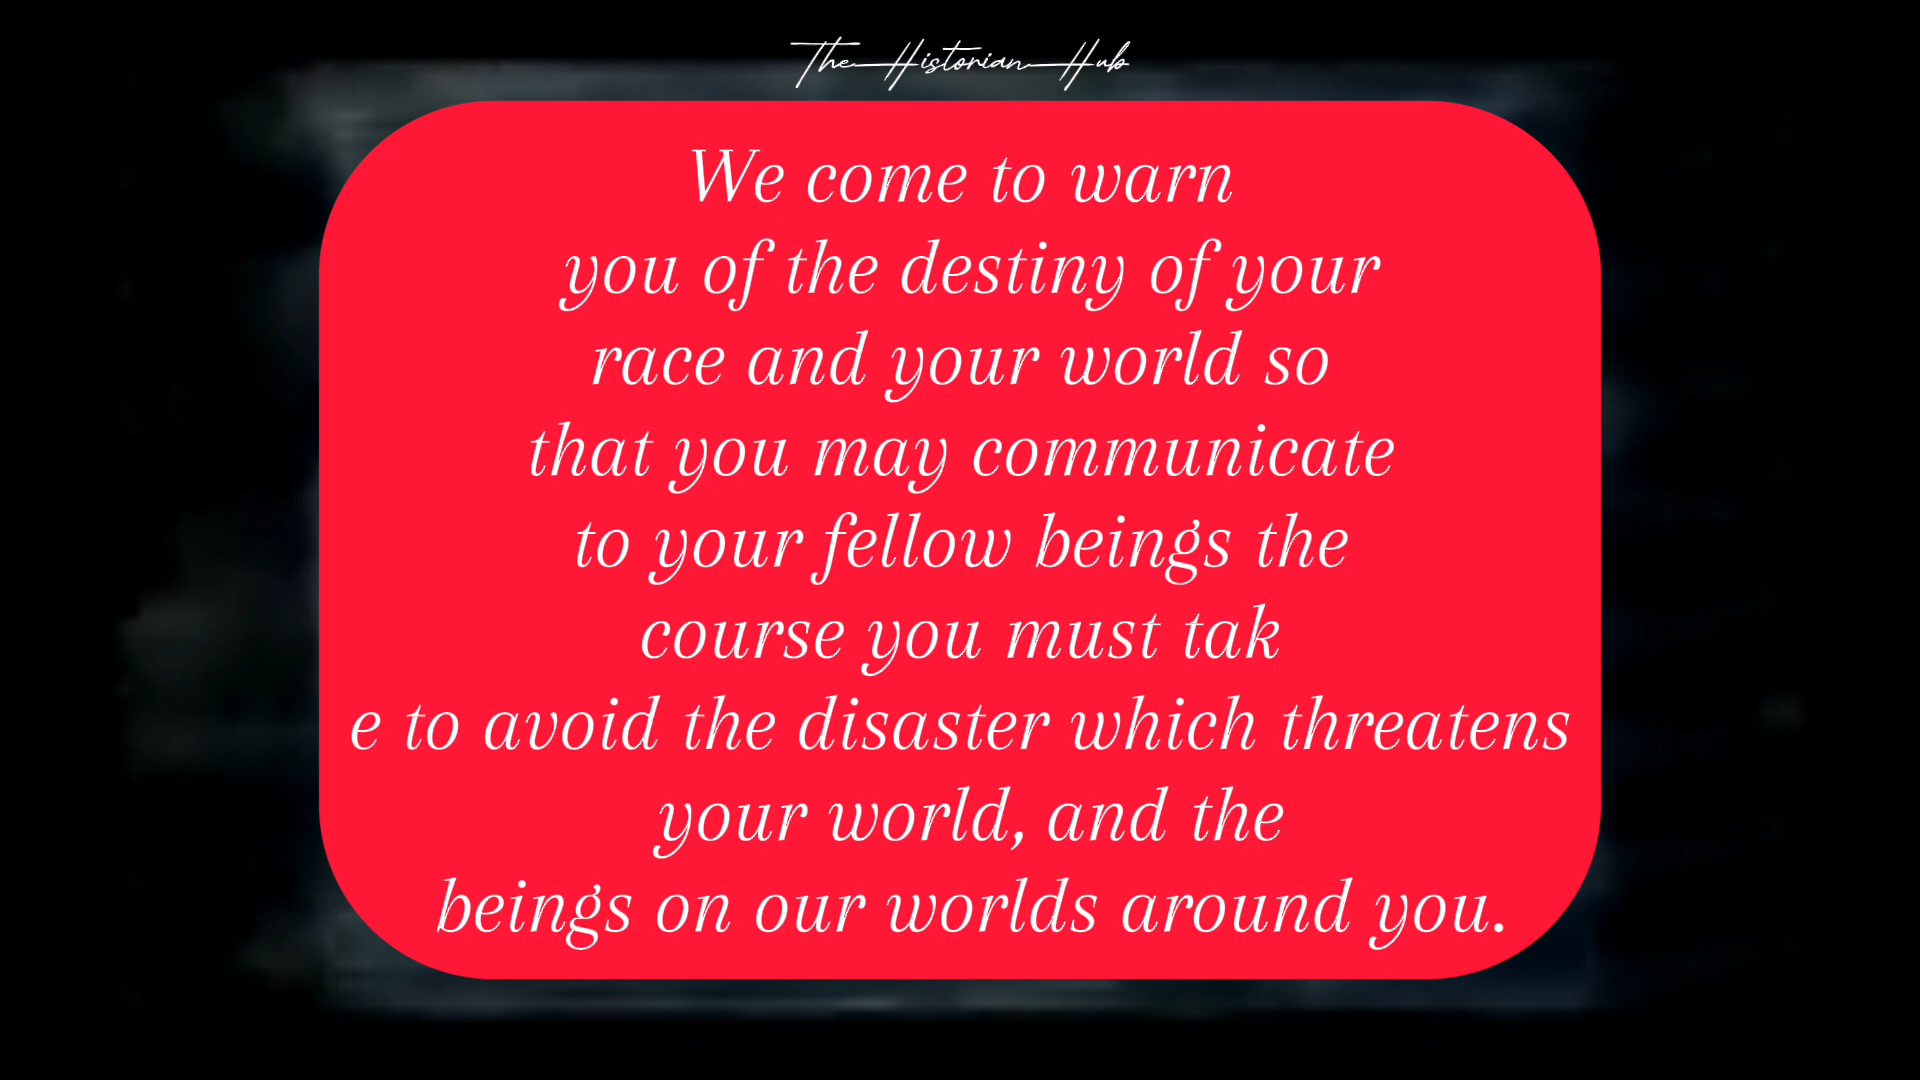 The Historian Hub
We come to warn
you of the destiny of your
race and your world so
that you may communicate
to your fellow beings the
course you must tak
e to avoid the disaster which threatens
your world, and the
beings on our worlds around you.